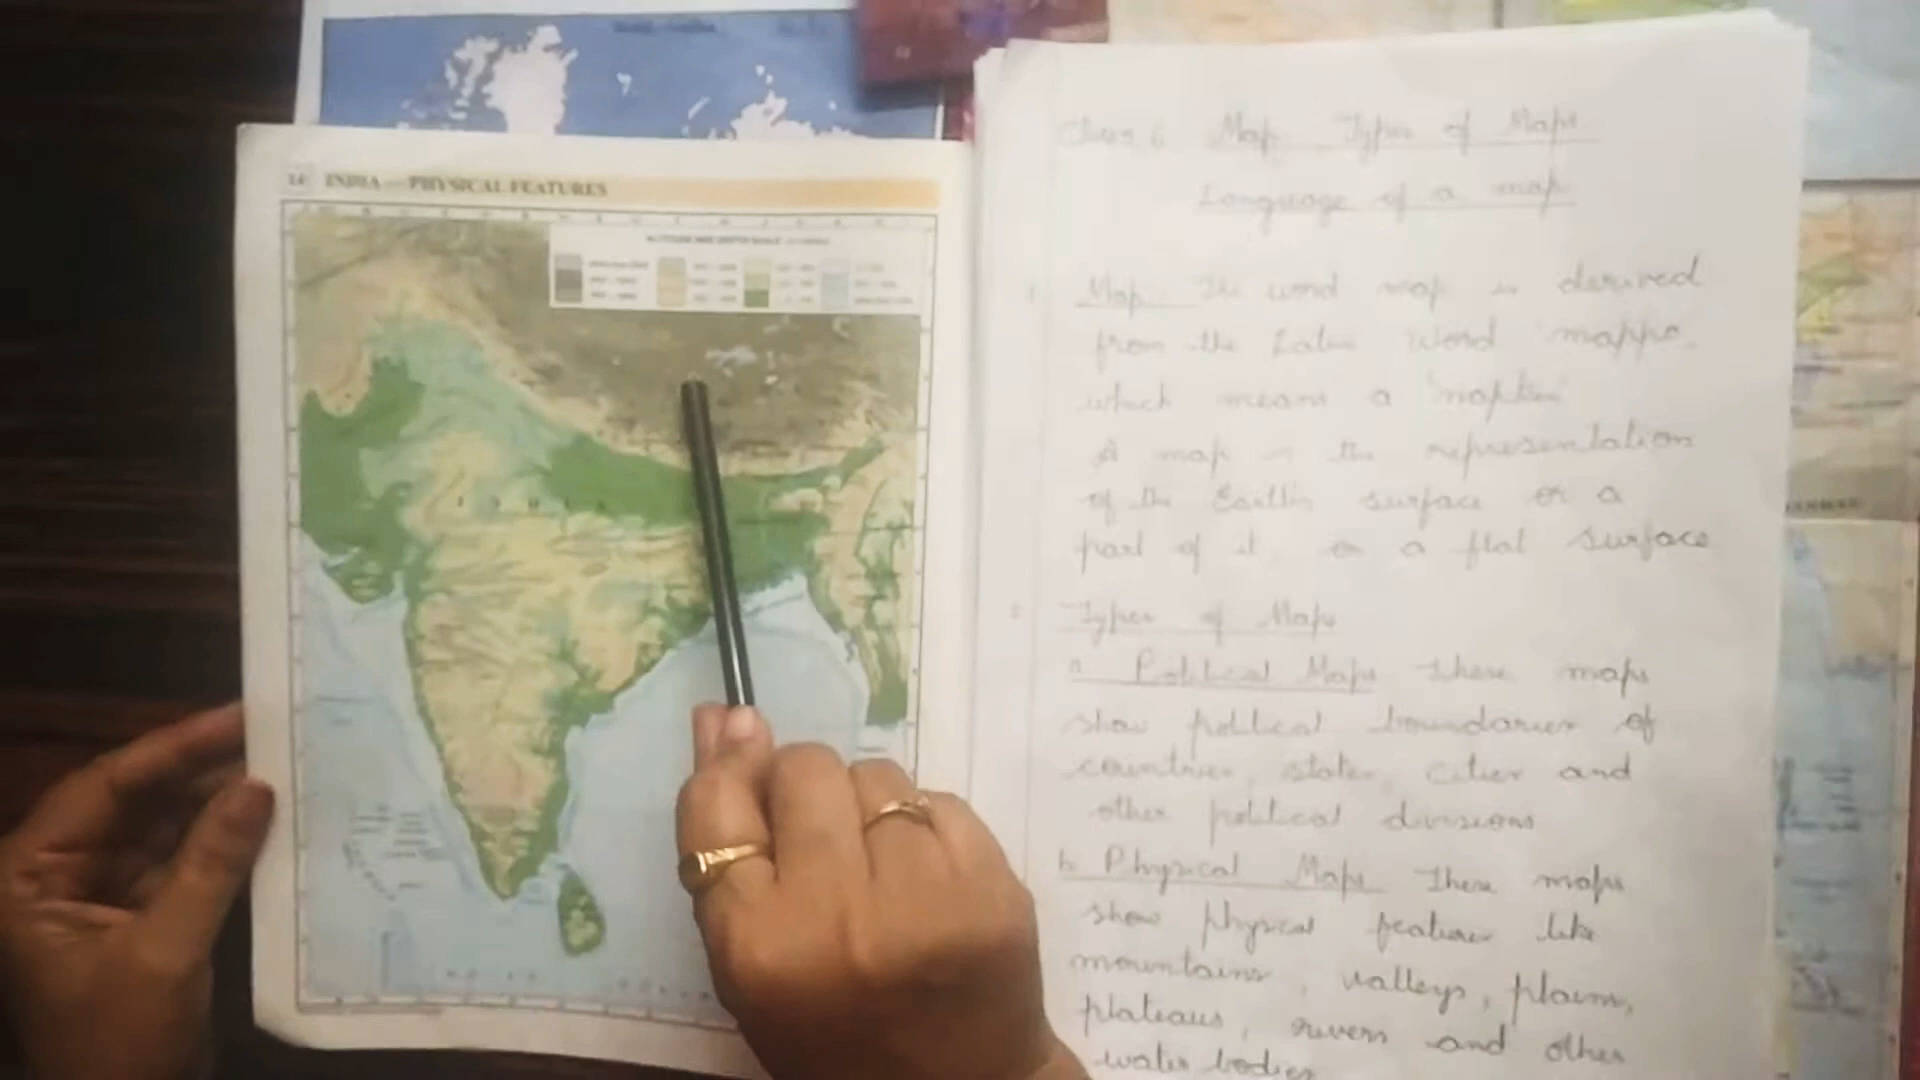 14 INDIA — PHYSICAL FEATURES
I N D I A
Class 6 Map Types of Maps
Language of a map
1 Map The word map is derived
from the Latin word 'mappa'
which means a 'napkin'
A map is the representation
of the Earth's surface or a
part of it on a flat surface
2 Types of Maps
a Political Maps These maps
show political boundaries of
countries, states, cities and
other political divisions
b Physical Maps These maps
show physical features like
mountains, valleys, plains,
plateaus, rivers and other
water bodies